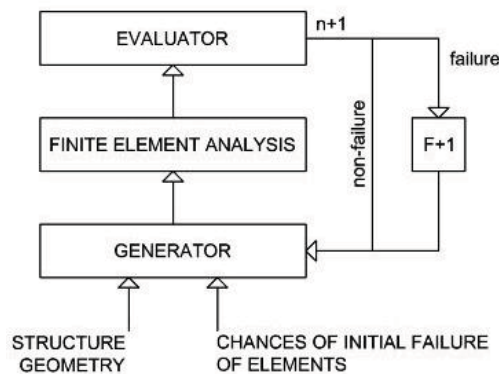 EVALUATOR
n+1
failure
FINITE ELEMENT ANALYSIS
non-failure
F+1
GENERATOR
STRUCTURE
GEOMETRY
CHANCES OF INITIAL FAILURE
OF ELEMENTS